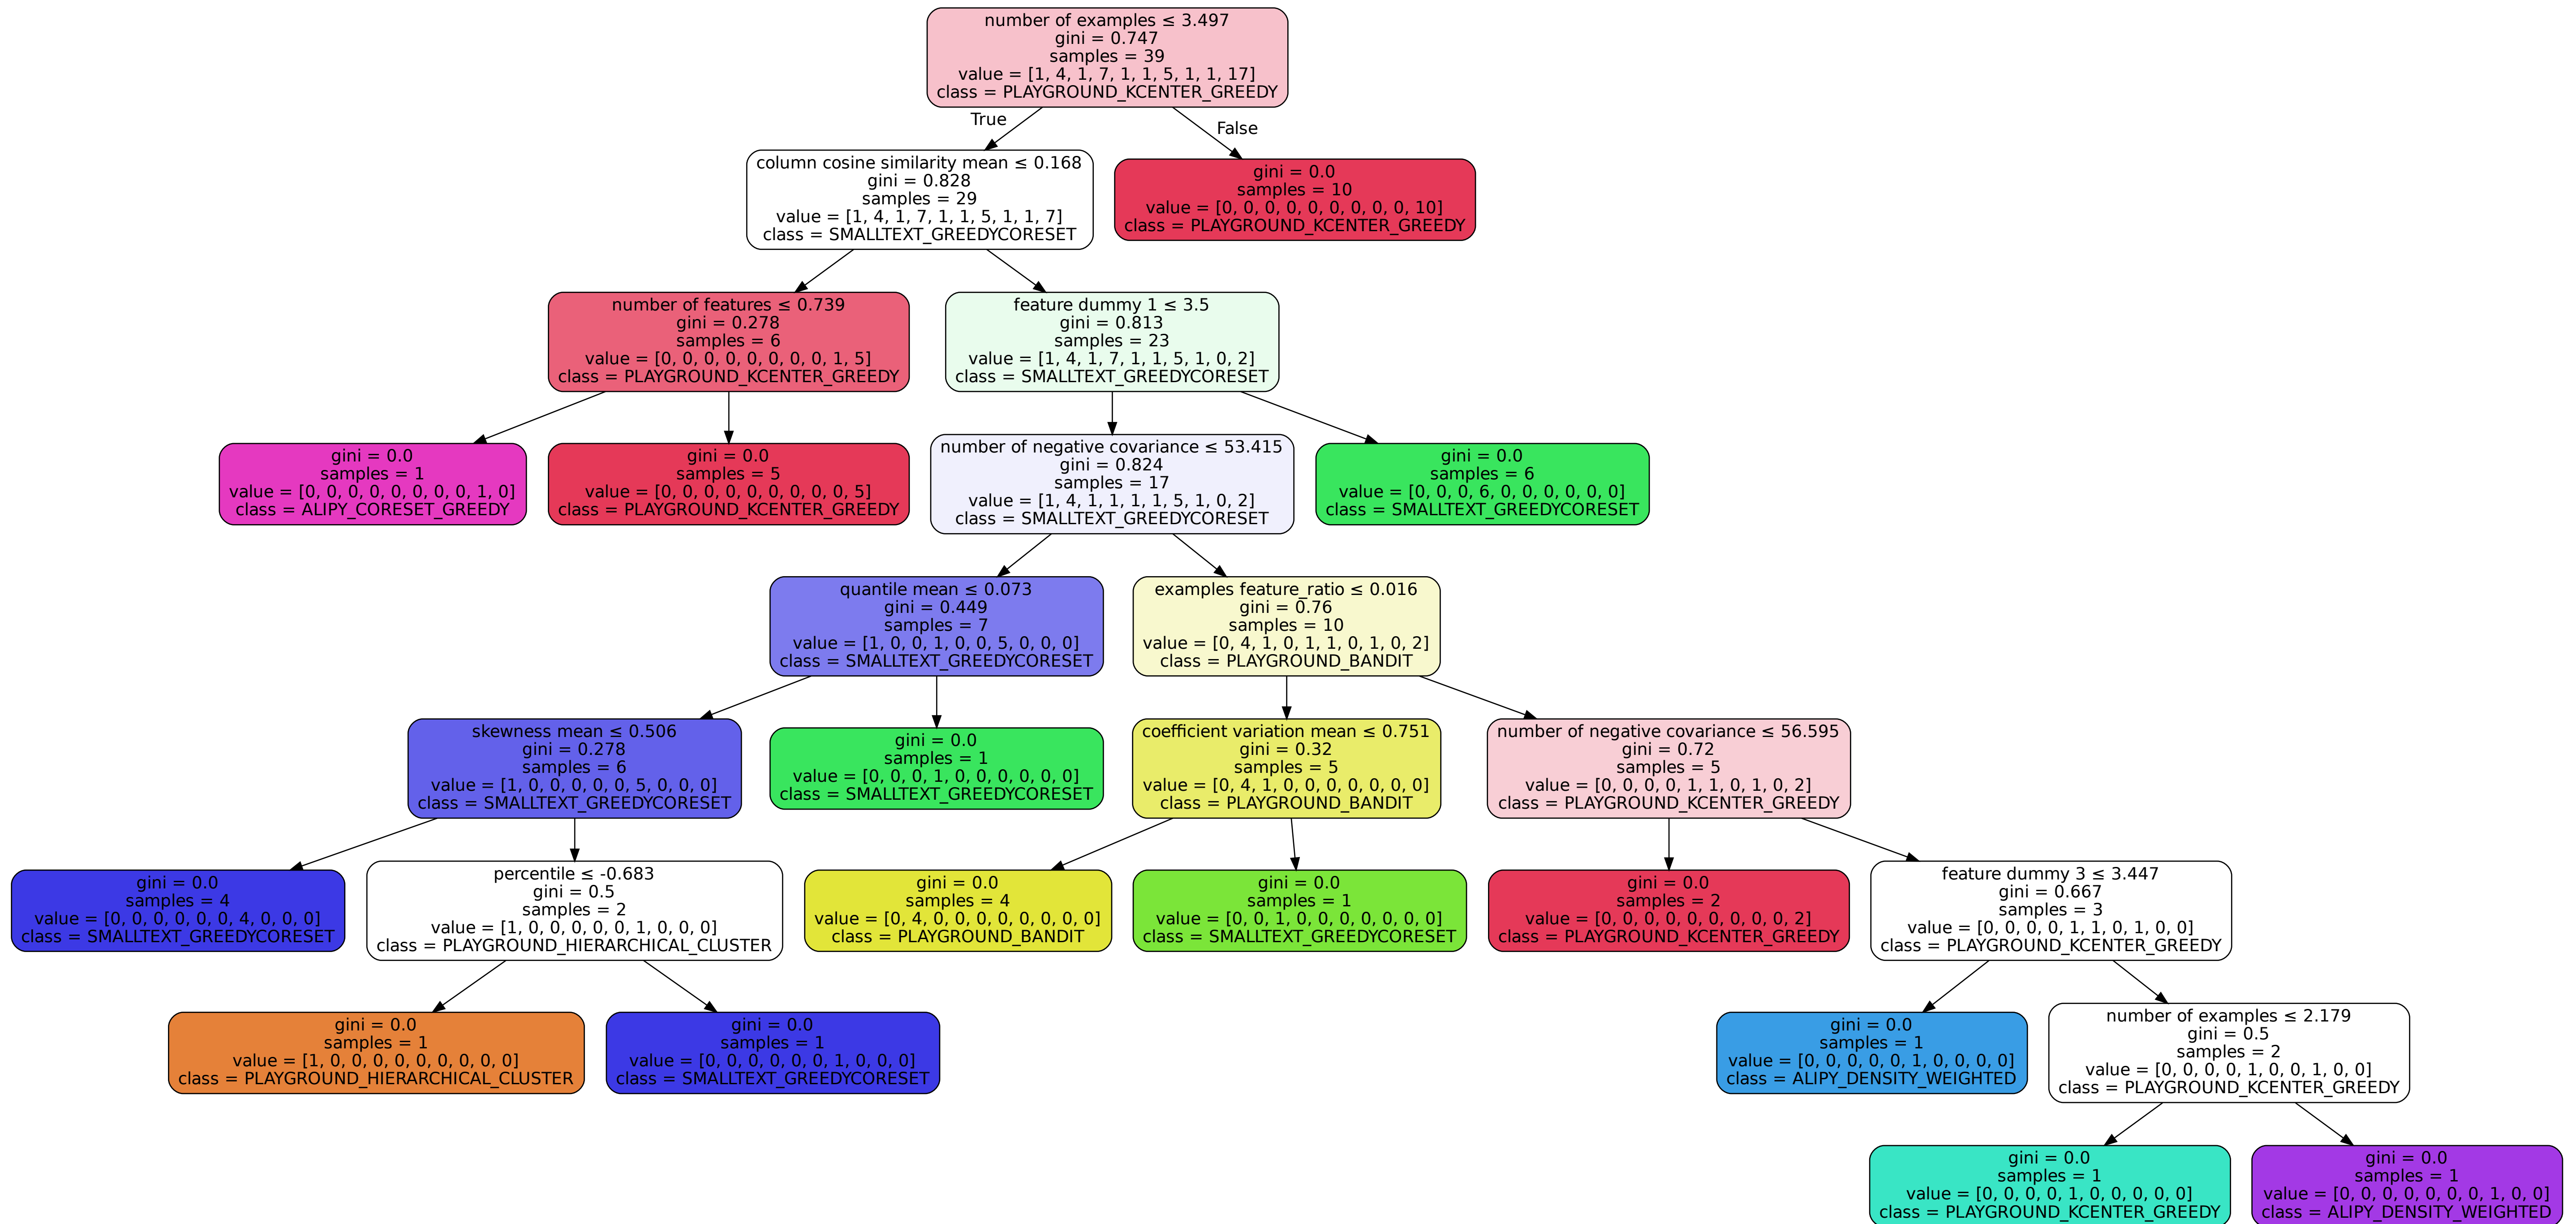 number of examples ≤ 3.497
gini = 0.747
samples = 39
value = [1, 4, 1, 7, 1, 1, 5, 1, 1, 17]
class = PLAYGROUND_KCENTER_GREEDY
True
False
column cosine similarity mean ≤ 0.168
gini = 0.828
samples = 29
value = [1, 4, 1, 7, 1, 1, 5, 1, 1, 7]
class = SMALLTEXT_GREEDYCORESET
gini = 0.0
samples = 10
value = [0, 0, 0, 0, 0, 0, 0, 0, 0, 10]
class = PLAYGROUND_KCENTER_GREEDY
number of features ≤ 0.739
gini = 0.278
samples = 6
value = [0, 0, 0, 0, 0, 0, 0, 0, 1, 5]
class = PLAYGROUND_KCENTER_GREEDY
feature dummy 1 ≤ 3.5
gini = 0.813
samples = 23
value = [1, 4, 1, 7, 1, 1, 5, 1, 0, 2]
class = SMALLTEXT_GREEDYCORESET
gini = 0.0
samples = 1
value = [0, 0, 0, 0, 0, 0, 0, 0, 1, 0]
class = ALIPY_CORESET_GREEDY
gini = 0.0
samples = 5
value = [0, 0, 0, 0, 0, 0, 0, 0, 0, 5]
class = PLAYGROUND_KCENTER_GREEDY
number of negative covariance ≤ 53.415
gini = 0.824
samples = 17
value = [1, 4, 1, 1, 1, 1, 5, 1, 0, 2]
class = SMALLTEXT_GREEDYCORESET
gini = 0.0
samples = 6
value = [0, 0, 0, 6, 0, 0, 0, 0, 0, 0]
class = SMALLTEXT_GREEDYCORESET
quantile mean ≤ 0.073
gini = 0.449
samples = 7
value = [1, 0, 0, 1, 0, 0, 5, 0, 0, 0]
class = SMALLTEXT_GREEDYCORESET
examples feature_ratio ≤ 0.016
gini = 0.76
samples = 10
value = [0, 4, 1, 0, 1, 1, 0, 1, 0, 2]
class = PLAYGROUND_BANDIT
skewness mean ≤ 0.506
gini = 0.278
samples = 6
value = [1, 0, 0, 0, 0, 0, 5, 0, 0, 0]
class = SMALLTEXT_GREEDYCORESET
gini = 0.0
samples = 1
value = [0, 0, 0, 1, 0, 0, 0, 0, 0, 0]
class = SMALLTEXT_GREEDYCORESET
coefficient variation mean ≤ 0.751
gini = 0.32
samples = 5
value = [0, 4, 1, 0, 0, 0, 0, 0, 0, 0]
class = PLAYGROUND_BANDIT
number of negative covariance ≤ 56.595
gini = 0.72
samples = 5
value = [0, 0, 0, 0, 1, 1, 0, 1, 0, 2]
class = PLAYGROUND_KCENTER_GREEDY
gini = 0.0
samples = 4
value = [0, 0, 0, 0, 0, 0, 4, 0, 0, 0]
class = SMALLTEXT_GREEDYCORESET
percentile ≤ -0.683
gini = 0.5
samples = 2
value = [1, 0, 0, 0, 0, 0, 1, 0, 0, 0]
class = PLAYGROUND_HIERARCHICAL_CLUSTER
gini = 0.0
samples = 4
value = [0, 4, 0, 0, 0, 0, 0, 0, 0, 0]
class = PLAYGROUND_BANDIT
gini = 0.0
samples = 1
value = [0, 0, 1, 0, 0, 0, 0, 0, 0, 0]
class = SMALLTEXT_GREEDYCORESET
gini = 0.0
samples = 2
value = [0, 0, 0, 0, 0, 0, 0, 0, 0, 2]
class = PLAYGROUND_KCENTER_GREEDY
feature dummy 3 ≤ 3.447
gini = 0.667
samples = 3
value = [0, 0, 0, 0, 1, 1, 0, 1, 0, 0]
class = PLAYGROUND_KCENTER_GREEDY
gini = 0.0
samples = 1
value = [1, 0, 0, 0, 0, 0, 0, 0, 0, 0]
class = PLAYGROUND_HIERARCHICAL_CLUSTER
gini = 0.0
samples = 1
value = [0, 0, 0, 0, 0, 0, 1, 0, 0, 0]
class = SMALLTEXT_GREEDYCORESET
gini = 0.0
samples = 1
value = [0, 0, 0, 0, 0, 1, 0, 0, 0, 0]
class = ALIPY_DENSITY_WEIGHTED
number of examples ≤ 2.179
gini = 0.5
samples = 2
value = [0, 0, 0, 0, 1, 0, 0, 1, 0, 0]
class = PLAYGROUND_KCENTER_GREEDY
gini = 0.0
samples = 1
value = [0, 0, 0, 0, 1, 0, 0, 0, 0, 0]
class = PLAYGROUND_KCENTER_GREEDY
gini = 0.0
samples = 1
value = [0, 0, 0, 0, 0, 0, 0, 1, 0, 0]
class = ALIPY_DENSITY_WEIGHTED